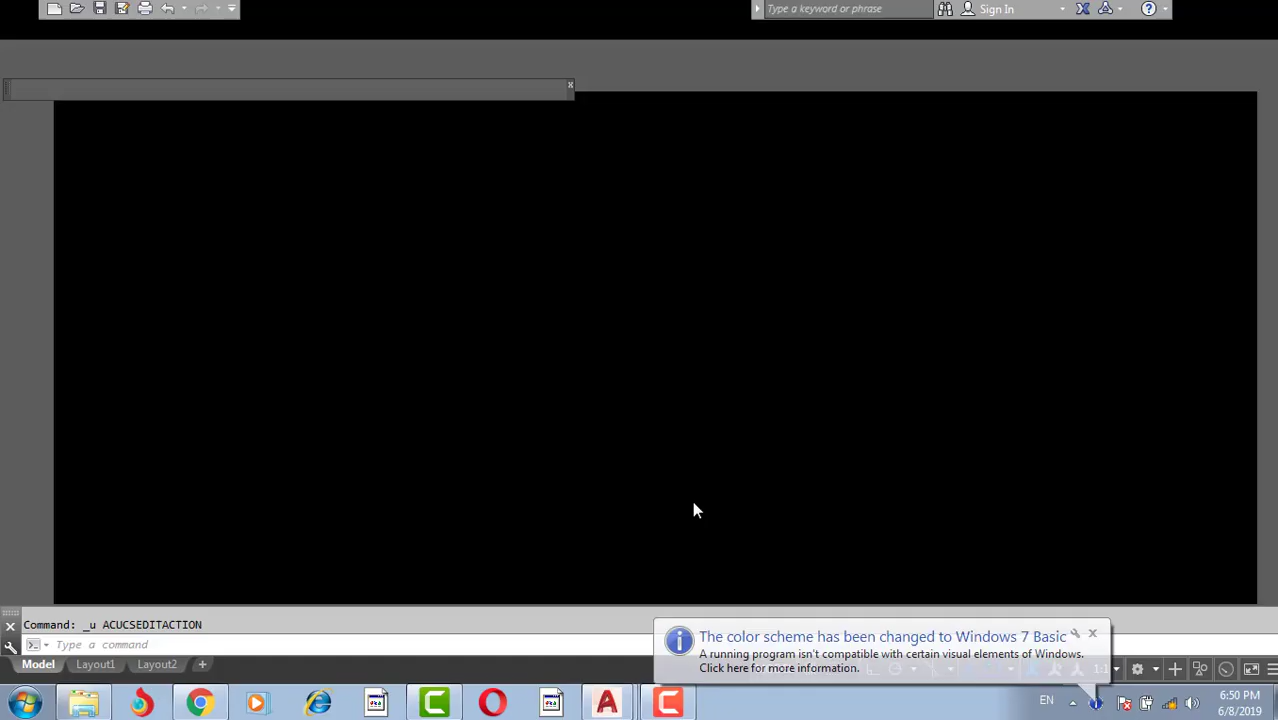 Type a keyword or phrase
Sign In
Command: _u ACUCSEDITACTION
Type a command
The color scheme has been changed to Windows 7 Basic
A running program isn't compatible with certain visual elements of Windows.
Click here for more information.
Model
Layout1
Layout2
1:1
EN
6:50 PM
6/8/2019